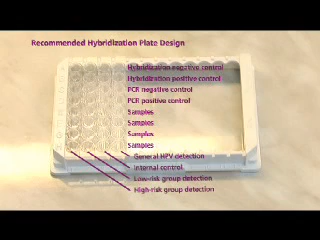 Recommended Hybridization Plate Design
Hybridization negative control
Hybridization positive control
PCR negative control
PCR positive control
Samples
Samples
Samples
Samples
General HPV detection
Internal control
Low-risk group detection
High-risk group detection